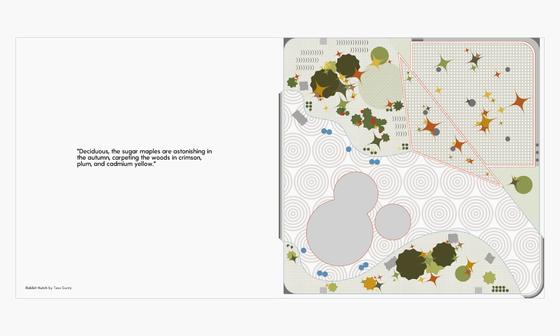 "Deciduous, the sugar maples are astonishing in
the autumn, carpeting the woods in crimson,
plum, and cadmium yellow."
Rabbit Hutch by Tess Gunty